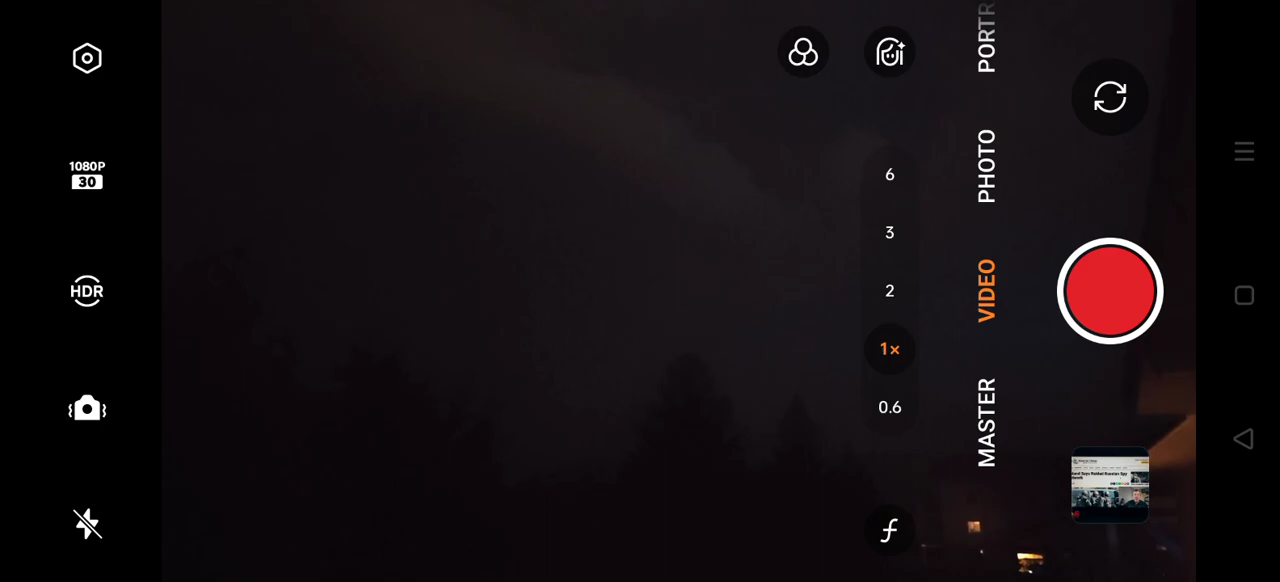 1080P
30
HDR
6
3
2
1×
0.6
f
PORTR
PHOTO
VIDEO
MASTER